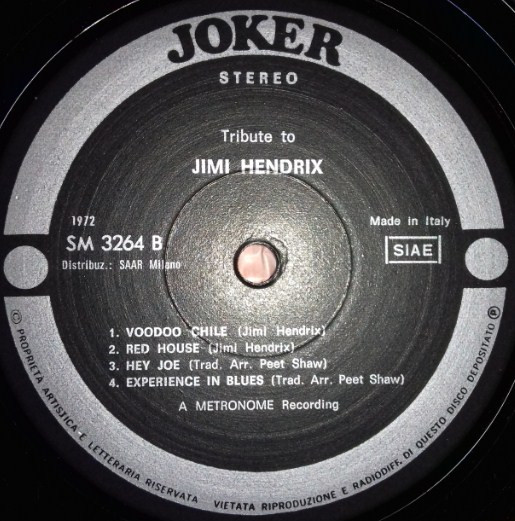 JOKER
STEREO
Tribute to
JIMI HENDRIX
1972
SM 3264 B
Distribuz.: SAAR Milano
Made in Italy
SIAE
1. VOODOO CHILE (Jimi Hendrix)
2. RED HOUSE (Jimi Hendrix)
3. HEY JOE (Trad. Arr. Peet Shaw)
4. EXPERIENCE IN BLUES (Trad. Arr. Peet Shaw)
A METRONOME Recording
© PROPRIETA ARTISTICA E LETTERARIA RISERVATA VIETATA RIPRODUZIONE E RADIODIFF. DI QUESTO DISCO DEPOSITATO ℗